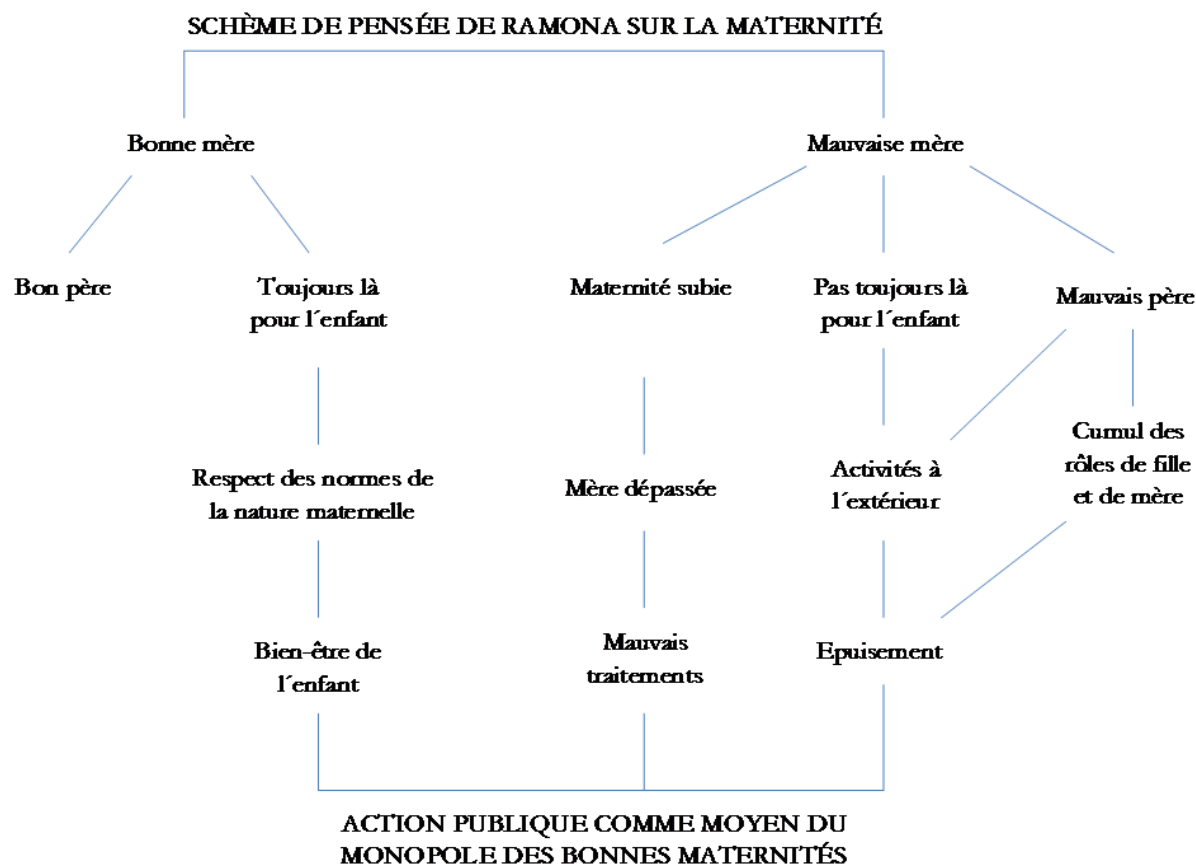 SCHÈME DE PENSÉE DE RAMONA SUR LA MATERNITÉ
Bonne mère
Mauvaise mère
Bon père
Toujours là
pour l´enfant
Maternité subie
Pas toujours là
pour l´enfant
Mauvais père
Respect des normes de
la nature maternelle
Mère dépassée
Activités à
l´extérieur
Cumul des
rôles de fille
et de mère
Bien-être de
l´enfant
Mauvais
traitements
Epuisement
ACTION PUBLIQUE COMME MOYEN DU
MONOPOLE DES BONNES MATERNITÉS